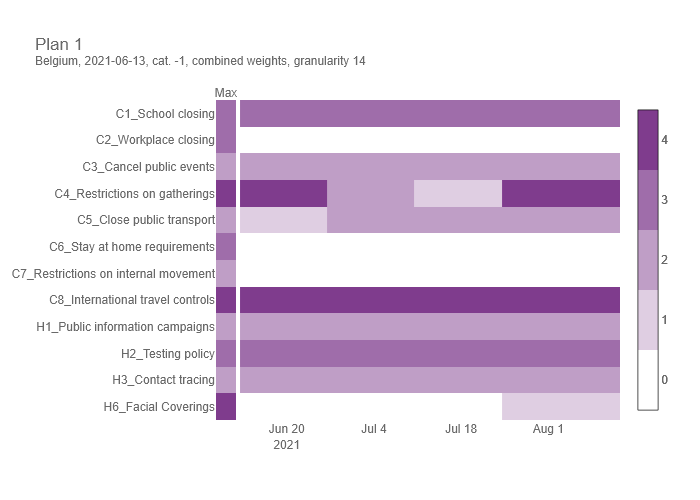 Plan 1
Belgium, 2021-06-13, cat. -1, combined weights, granularity 14
Max
C1_School closing
C2_Workplace closing
C3_Cancel public events
C4_Restrictions on gatherings
C5_Close public transport
C6_Stay at home requirements
C7_Restrictions on internal movement
C8_International travel controls
H1_Public information campaigns
H2_Testing policy
H3_Contact tracing
H6_Facial Coverings
Jun 20 Jul 4 Jul 18 Aug 1
2021
4
3
2
1
0